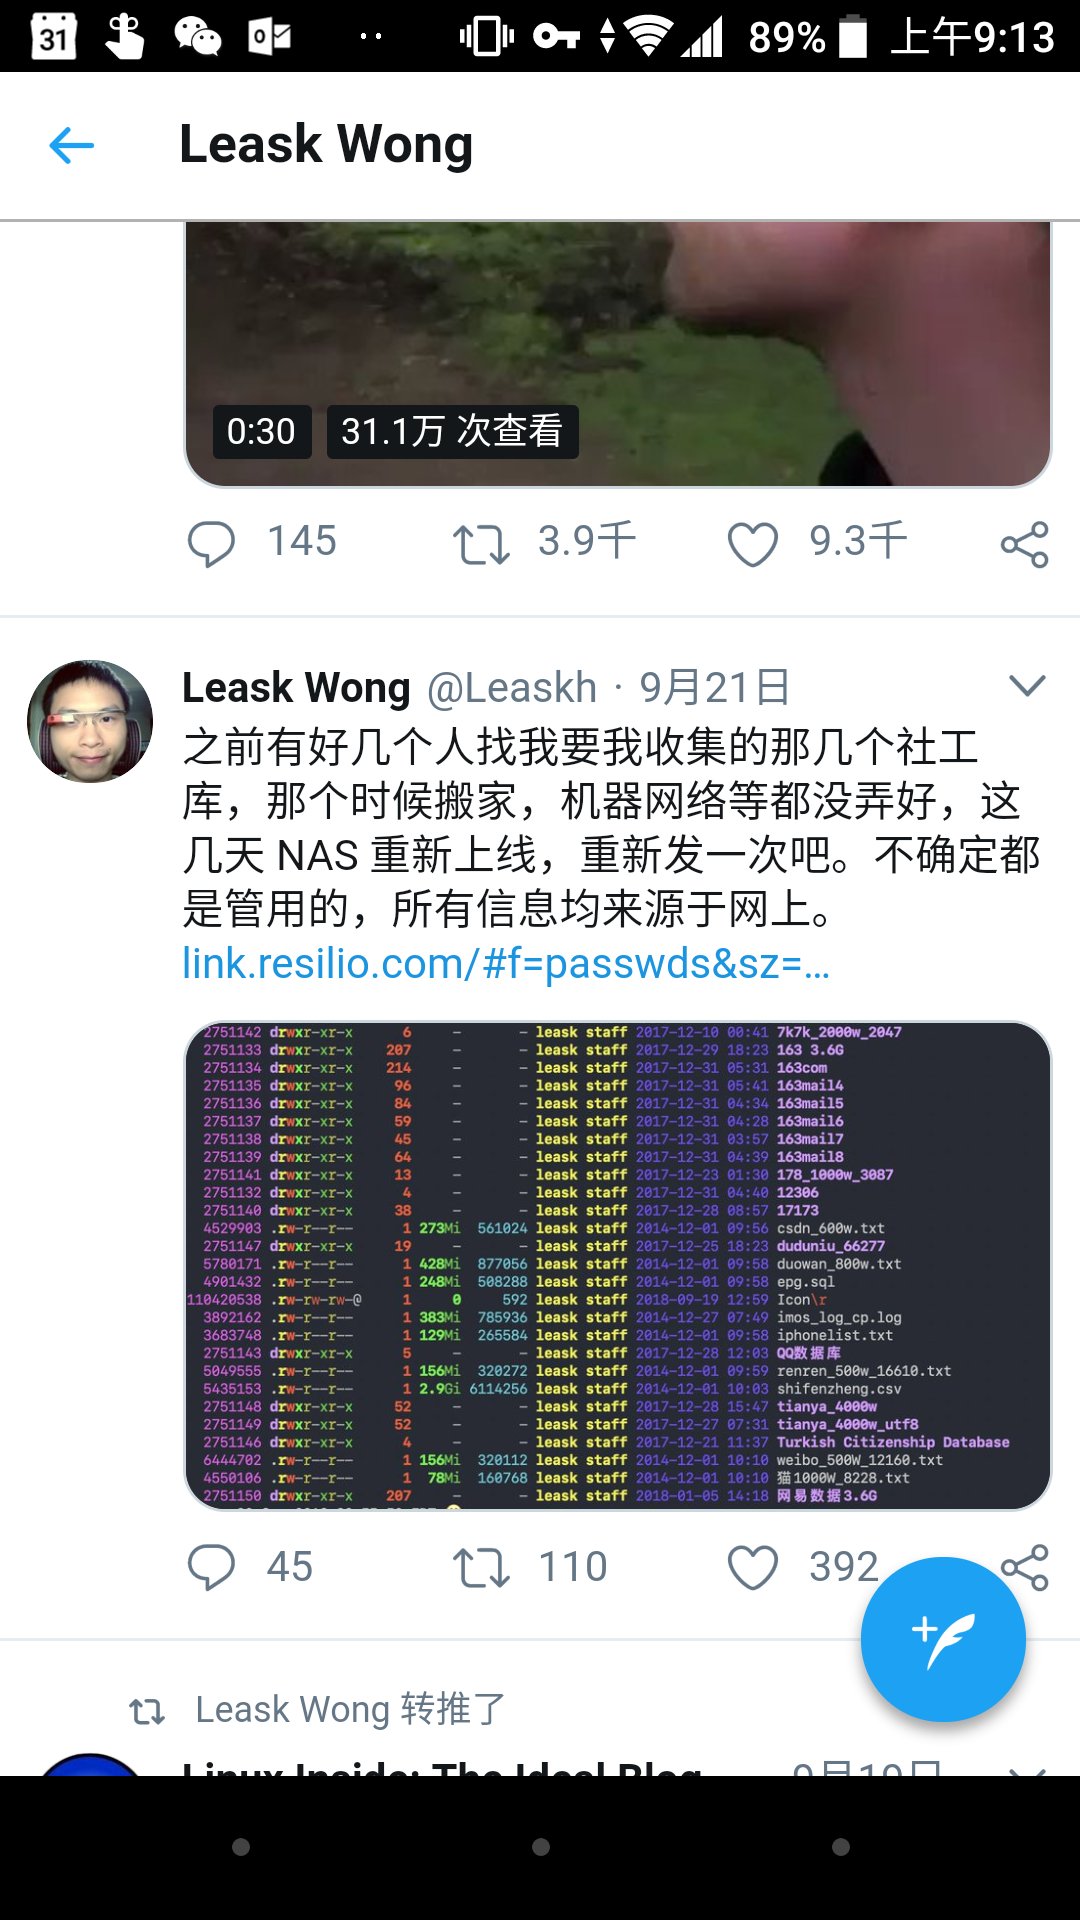 31 89% 上午9:13
Leask Wong
0:30 31.1万 次查看
145 3.9千 9.3千
Leask Wong @Leaskh · 9月21日
之前有好几个人找我要我收集的那几个社工
库，那个时候搬家，机器网络等都没弄好，这
几天 NAS 重新上线，重新发一次吧。不确定都
是管用的，所有信息均来源于网上。
link.resilio.com/#f=passwds&sz=...
2751142 drwxr-xr-x 6 - - leask staff 2017-12-10 00:41 7k7k_2000w_2047
2751133 drwxr-xr-x 207 - - leask staff 2017-12-29 18:23 163 3.6G
2751134 drwxr-xr-x 214 - - leask staff 2017-12-31 05:31 163com
2751135 drwxr-xr-x 96 - - leask staff 2017-12-31 05:41 163mail4
2751136 drwxr-xr-x 84 - - leask staff 2017-12-31 04:34 163mail5
2751137 drwxr-xr-x 59 - - leask staff 2017-12-31 04:28 163mail6
2751138 drwxr-xr-x 45 - - leask staff 2017-12-31 03:57 163mail7
2751139 drwxr-xr-x 64 - - leask staff 2017-12-31 04:39 163mail8
2751141 drwxr-xr-x 13 - - leask staff 2017-12-23 01:30 178_1000w_3087
2751132 drwxr-xr-x 4 - - leask staff 2017-12-31 04:40 12306
2751140 drwxr-xr-x 38 - - leask staff 2017-12-28 08:57 17173
4529903 .rw-r--r-- 1 273Mi 561024 leask staff 2014-12-01 09:56 csdn_600w.txt
2751147 drwxr-xr-x 19 - - leask staff 2017-12-25 18:23 duduniu_66277
5780171 .rw-r--r-- 1 428Mi 877056 leask staff 2014-12-01 09:58 duowan_800w.txt
4901432 .rw-r--r-- 1 248Mi 508288 leask staff 2014-12-01 09:58 epg.sql
110420538 .rw-rw-rw-@ 1 0 592 leask staff 2018-09-19 12:59 Icon\r
3892162 .rw-r--r-- 1 383Mi 785936 leask staff 2014-12-27 07:49 imos_log_cp.log
3683748 .rw-r--r-- 1 129Mi 265584 leask staff 2014-12-01 09:58 iphonelist.txt
2751143 drwxr-xr-x 5 - - leask staff 2017-12-28 12:03 QQ数据库
5049555 .rw-r--r-- 1 156Mi 320272 leask staff 2014-12-01 09:59 renren_500w_16610.txt
5435153 .rw-r--r-- 1 2.9Gi 6114256 leask staff 2014-12-01 10:03 shifenzheng.csv
2751148 drwxr-xr-x 52 - - leask staff 2017-12-28 15:47 tianya_4000w
2751149 drwxr-xr-x 52 - - leask staff 2017-12-27 07:31 tianya_4000w_utf8
2751146 drwxr-xr-x 4 - - leask staff 2017-12-21 11:37 Turkish Citizenship Database
6444702 .rw-r--r-- 1 156Mi 320112 leask staff 2014-12-01 10:10 weibo_500W_12160.txt
4550106 .rw-r--r-- 1 78Mi 160768 leask staff 2014-12-01 10:10 猫1000W_8228.txt
2751150 drwxr-xr-x 207 - - leask staff 2018-01-05 14:18 网易数据3.6G
45 110 392
Leask Wong 转推了
Linux Inside: The Ideal Blog 9月19日